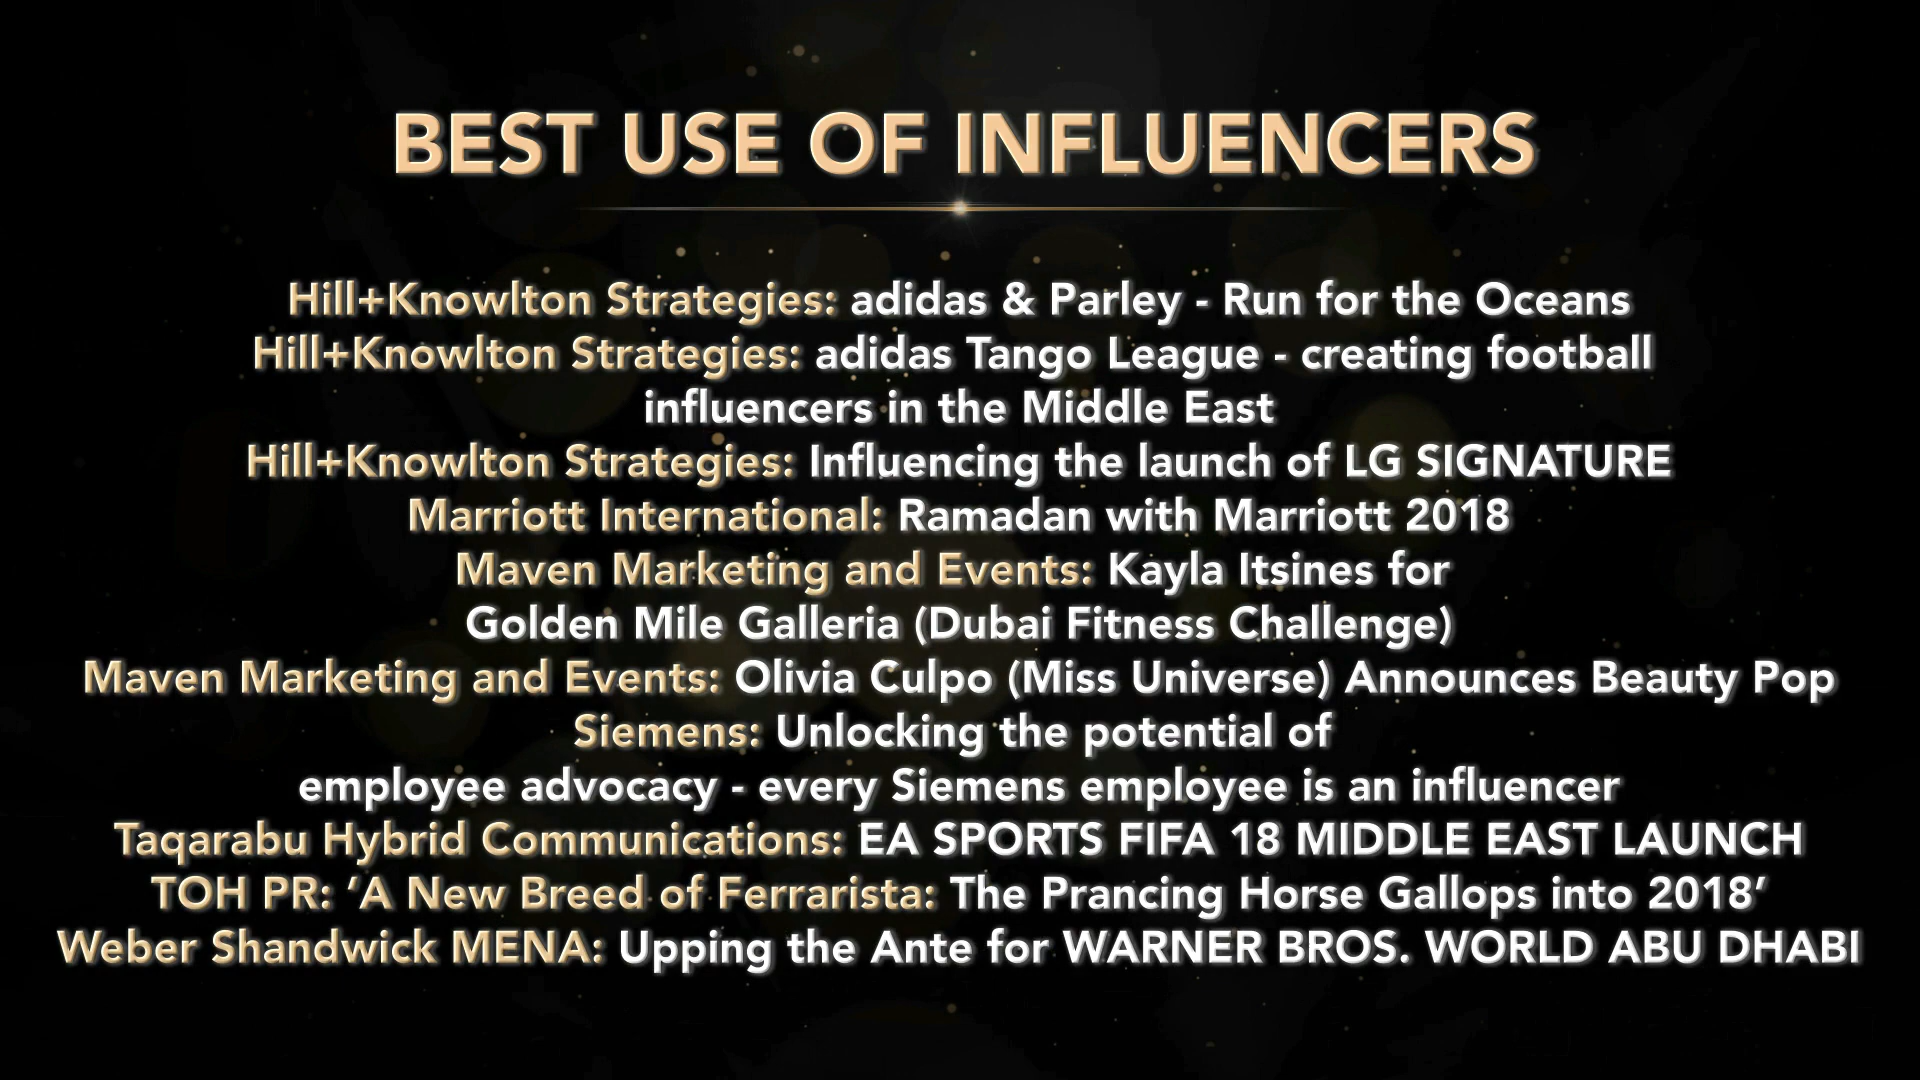 BEST USE OF INFLUENCERS
Hill+Knowlton Strategies: adidas & Parley - Run for the Oceans
Hill+Knowlton Strategies: adidas Tango League - creating football
influencers in the Middle East
Hill+Knowlton Strategies: Influencing the launch of LG SIGNATURE
Marriott International: Ramadan with Marriott 2018
Maven Marketing and Events: Kayla Itsines for
Golden Mile Galleria (Dubai Fitness Challenge)
Maven Marketing and Events: Olivia Culpo (Miss Universe) Announces Beauty Pop
Siemens: Unlocking the potential of
employee advocacy - every Siemens employee is an influencer
Taqarabu Hybrid Communications: EA SPORTS FIFA 18 MIDDLE EAST LAUNCH
TOH PR: ‘A New Breed of Ferrarista: The Prancing Horse Gallops into 2018’
Weber Shandwick MENA: Upping the Ante for WARNER BROS. WORLD ABU DHABI